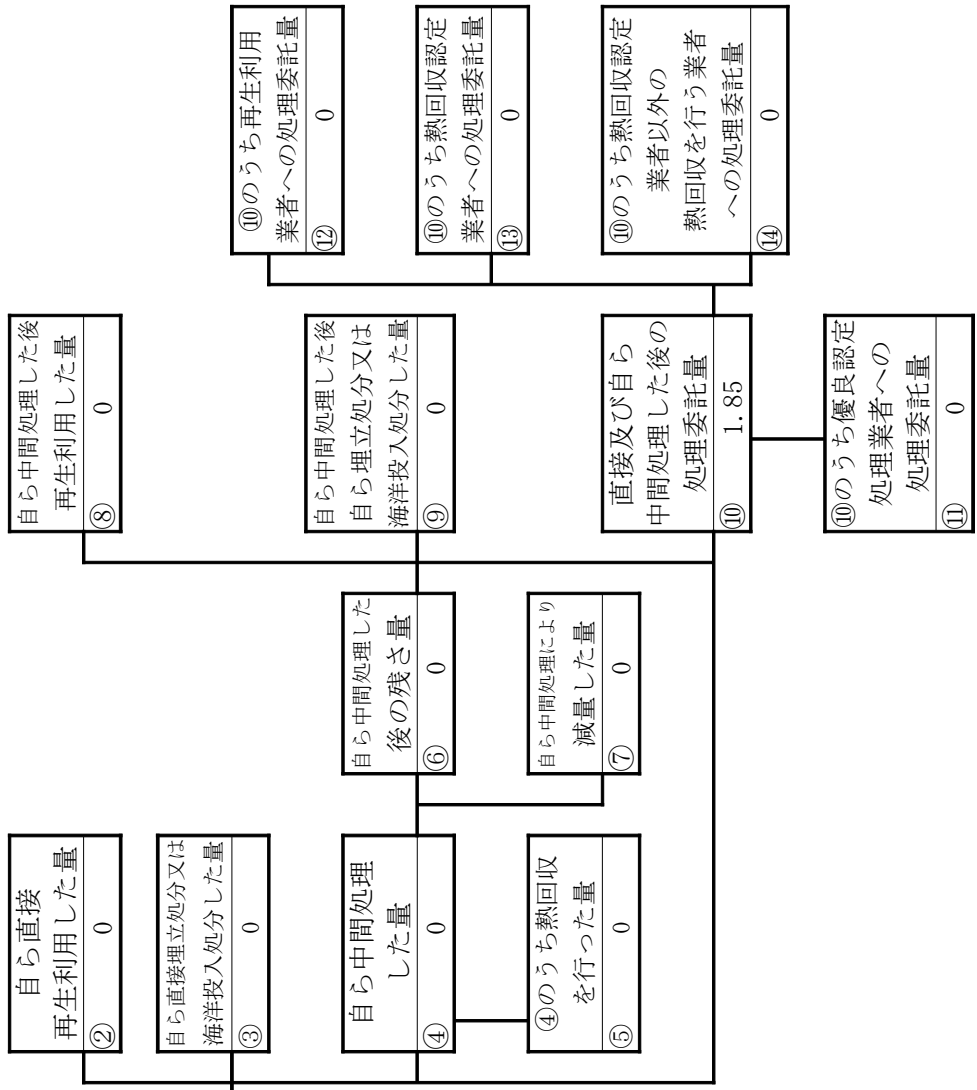 自ら直接
再生利用した量
② 0
自ら直接埋立処分又は
海洋投入処分した量
③ 0
自ら中間処理
した量
④ 0
④のうち熱回収
を行った量
⑤ 0
自ら中間処理した
後の残さ量
⑥ 0
自ら中間処理により
減量した量
⑦ 0
自ら中間処理した後
再生利用した量
⑧ 0
自ら中間処理した後
自ら埋立処分又は
海洋投入処分した量
⑨ 0
直接及び自ら
中間処理した後の
処理委託量
⑩ 1.85
⑩のうち優良認定
処理業者への
処理委託量
⑪ 0
⑩のうち再生利用
業者への処理委託量
⑫ 0
⑩のうち熱回収認定
業者への処理委託量
⑬ 0
⑩のうち熱回収認定
業者以外の
熱回収を行う業者
への処理委託量
⑭ 0